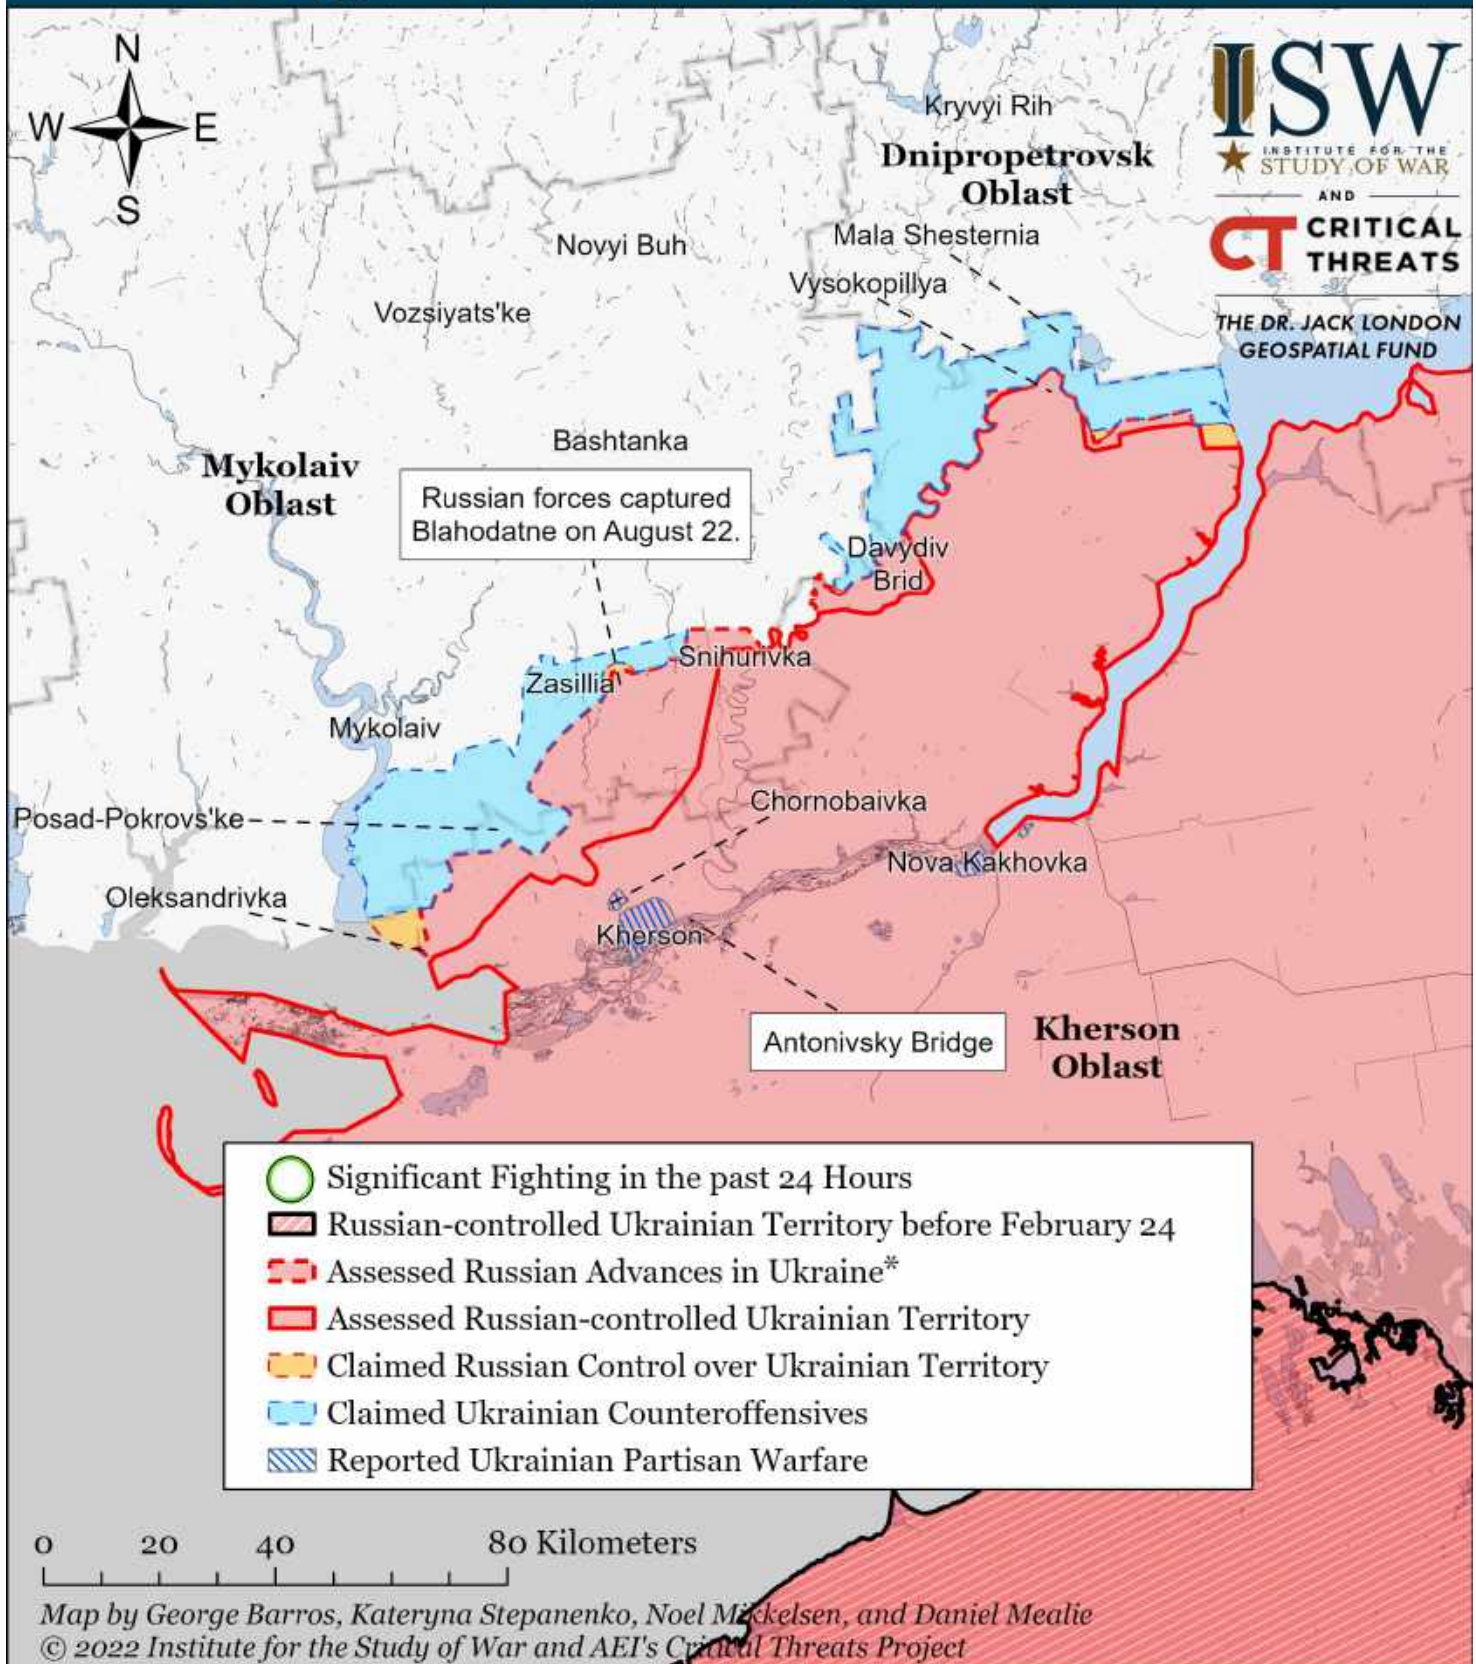 N
W E
S
ISW
INSTITUTE FOR THE
STUDY OF WAR
AND
CT CRITICAL
THREATS
THE DR. JACK LONDON
GEOSPATIAL FUND
Kryvyi Rih
Dnipropetrovsk
Oblast
Mala Shesternia
Novyi Buh
Vysokopillya
Vozsiyats'ke
Bashtanka
Mykolaiv
Oblast
Russian forces captured
Blahodatne on August 22.
Davydiv
Brid
Snihurivka
Zasillia
Mykolaiv
Chornobaivka
Posad-Pokrovs'ke
Nova Kakhovka
Oleksandrivka
Kherson
Antonivsky Bridge
Kherson
Oblast
Significant Fighting in the past 24 Hours
Russian-controlled Ukrainian Territory before February 24
Assessed Russian Advances in Ukraine*
Assessed Russian-controlled Ukrainian Territory
Claimed Russian Control over Ukrainian Territory
Claimed Ukrainian Counteroffensives
Reported Ukrainian Partisan Warfare
0 20 40 80 Kilometers
Map by George Barros, Kateryna Stepanenko, Noel Mikkelsen, and Daniel Mealie
© 2022 Institute for the Study of War and AEI's Critical Threats Project